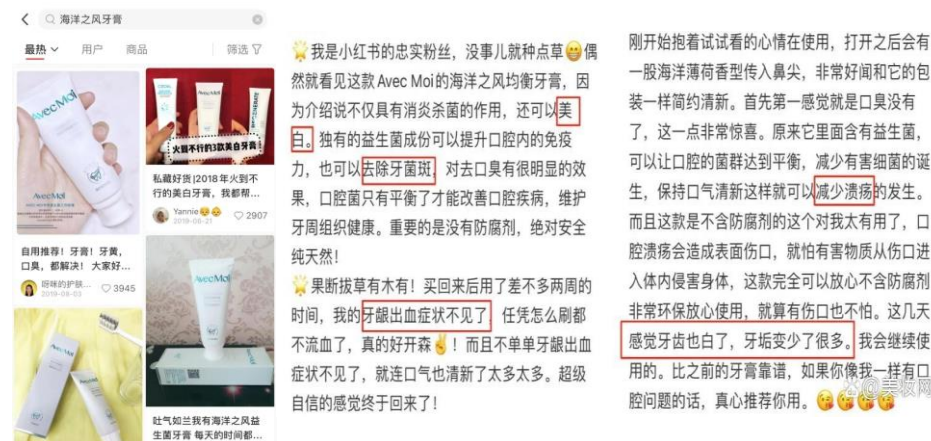 海洋之风牙膏
最热 用户 商品 筛选
AvecMoi
自用推荐！牙膏！牙黄，
口臭，都解决！ 大家好...
3945
2019-08-03
火器不行的3款美白牙膏
私藏好货|2018年火到不
行的美白牙膏，我都帮...
Yannie
2019-08-21
2907
AvecMoi
吐气如兰我有海洋之风益
生菌牙膏 每天的时间都...
🌟我是小红书的忠实粉丝，没事儿就种点草😁偶
然就看见这款 Avec Moi的海洋之风均衡牙膏，因
为介绍说不仅具有消炎杀菌的作用，还可以美
白。独有的益生菌成份可以提升口腔内的免疫
力，也可以去除牙菌斑，对去口臭有很明显的效
果，口腔菌只有平衡了才能改善口腔疾病，维护
牙周组织健康。重要的是没有防腐剂，绝对安全
纯天然！
🌟果断拔草有木有！买回来后用了差不多两周的
时间，我的牙龈出血症状不见了，任凭怎么刷都
不流血了，真的好开森✌！而且不单单牙龈出血
症状不见了，就连口气也清新了太多太多。超级
自信的感觉终于回来了！
刚开始抱着试试看的心情在使用，打开之后会有
一股海洋薄荷香型传入鼻尖，非常好闻和它的包
装一样简约清新。首先第一感觉就是口臭没有
了，这一点非常惊喜。原来它里面含有益生菌，
可以让口腔的菌群达到平衡，减少有害细菌的诞
生，保持口气清新这样就可以减少溃疡的发生。
而且这款是不含防腐剂的这个对我太有用了，口
腔溃疡会造成表面伤口，就怕有害物质从伤口进
入体内侵害身体，这款完全可以放心不含防腐剂
非常环保放心使用，就算有伤口也不怕。这几天
感觉牙齿也白了，牙垢变少了很多。我会继续使
用的。比之前的牙膏靠谱，如果你像我一样有口
腔问题的话，真心推荐你用。😘😘😘😘
@美妆网